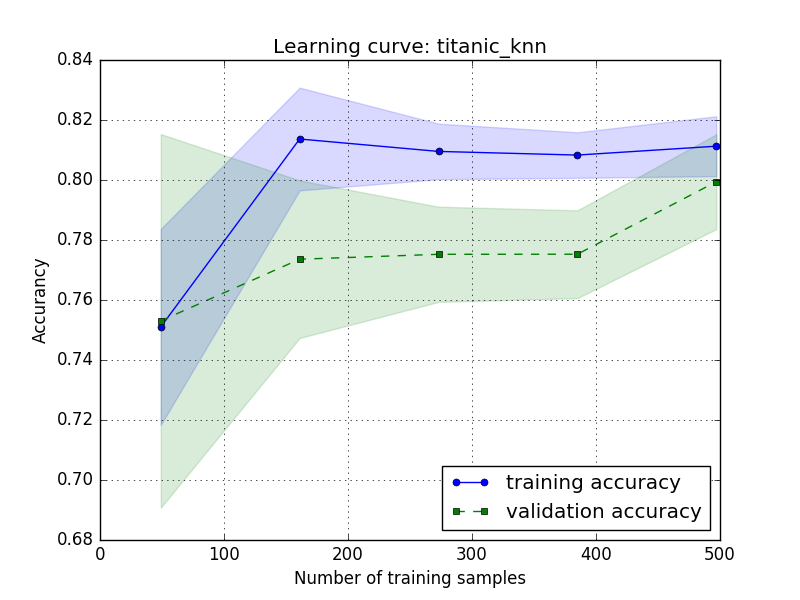 Learning curve: titanic_knn
0.84
0.82
0.80
0.78
0.76
0.74
0.72
0.70
0.68
Accurancy
training accuracy
validation accuracy
0 100 200 300 400 500
Number of training samples